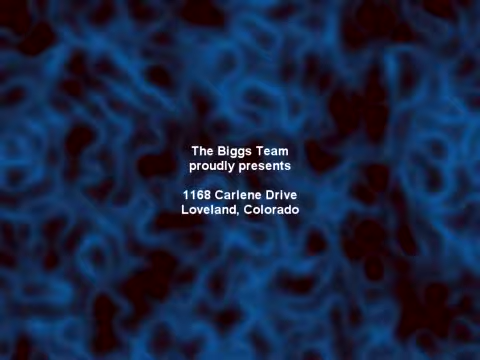 The Biggs Team
proudly presents
1168 Carlene Drive
Loveland, Colorado